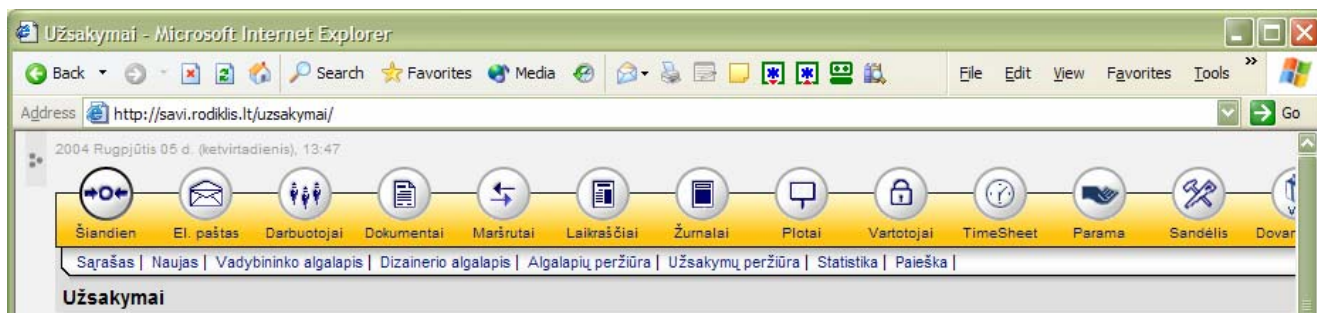 Užsakymai - Microsoft Internet Explorer
Back Search Favorites Media File Edit View Favorites Tools »
Address http://savi.rodiklis.lt/uzsakymai/ Go
2004 Rugpjūtis 05 d. (ketvirtadienis), 13:47
Šiandien El. paštas Darbuotojai Dokumentai Maršrutai Laikraščiai Žurnalai Plotai Vartotojai TimeSheet Parama Sandėlis Dovar
Sąrašas | Naujas | Vadybininko algalapis | Dizainerio algalapis | Algalapių peržiūra | Užsakymų peržiūra | Statistika | Paieška |
Užsakymai